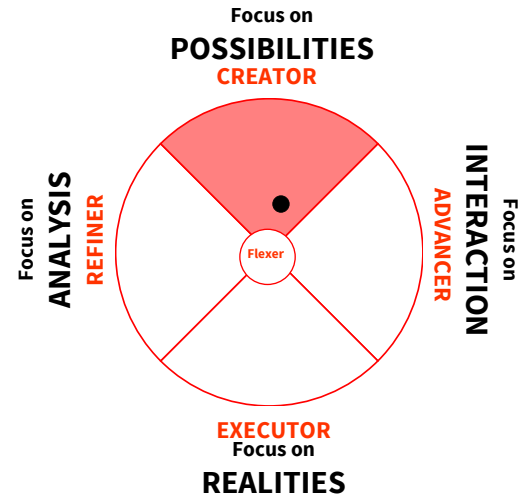 Focus on
POSSIBILITIES
CREATOR
Focus on
ANALYSIS
REFINER
Flexer
ADVANCER
INTERACTION
Focus on
EXECUTOR
Focus on
REALITIES